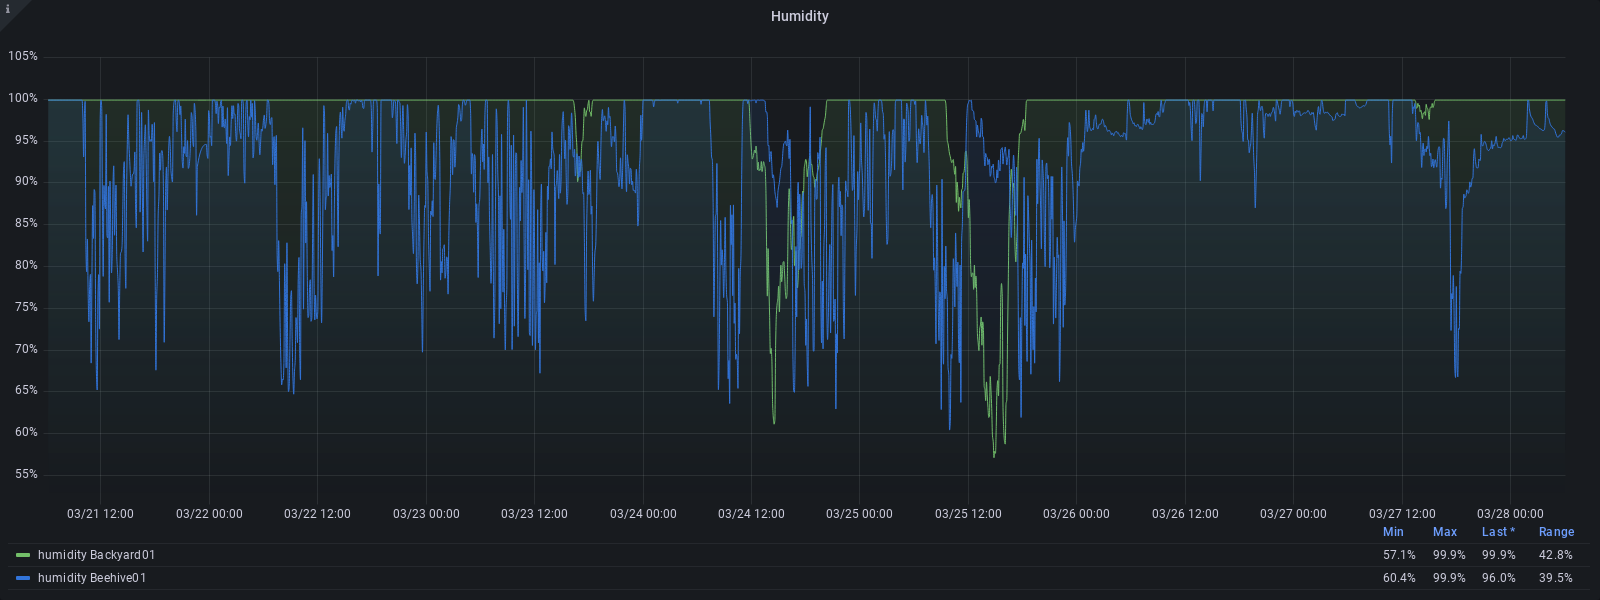 i
Humidity
105%
100%
95%
90%
85%
80%
75%
70%
65%
60%
55%
03/21 12:00 03/22 00:00 03/22 12:00 03/23 00:00 03/23 12:00 03/24 00:00 03/24 12:00 03/25 00:00 03/25 12:00 03/26 00:00 03/26 12:00 03/27 00:00 03/27 12:00 03/28 00:00
Min Max Last * Range
humidity Backyard01 57.1% 99.9% 99.9% 42.8%
humidity Beehive01 60.4% 99.9% 96.0% 39.5%